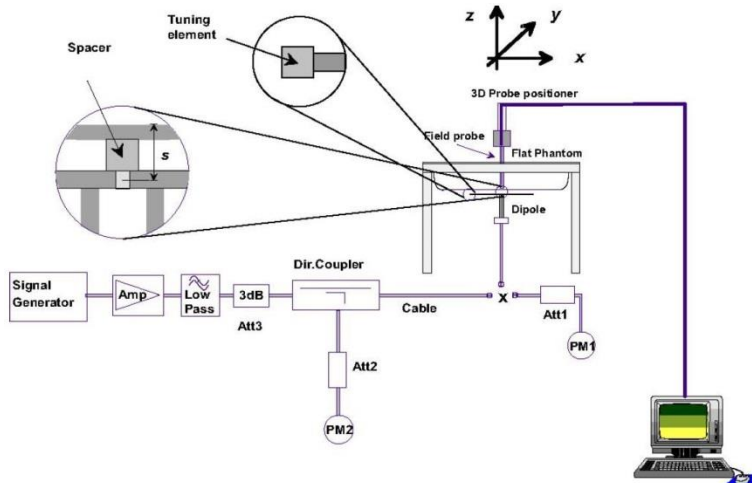 Tuning
element
Spacer
s
z
y
x
3D Probe positioner
Field probe
Flat Phantom
Dipole
Signal
Generator
Amp
Low
Pass
3dB
Att3
Dir.Coupler
Cable
x
Att1
PM1
Att2
PM2